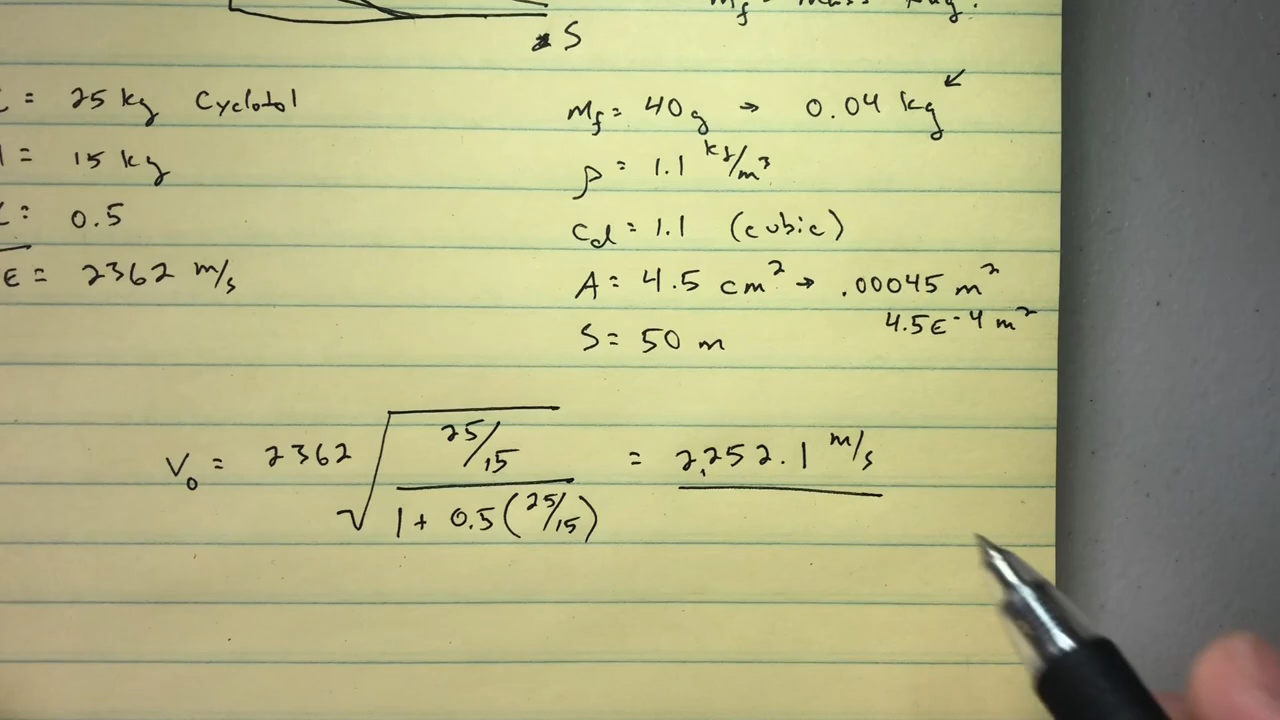 S
= 25 kg Cyclotol
= 15 kg
= 0.5
E = 2362 m/s
mf = 40g → 0.04 kg
ρ = 1.1 kg/m³
Cd = 1.1 (cubic)
A = 4.5 cm² → .00045 m²
4.5E-4 m²
S = 50 m
V₀ = 2362 √((25/15)/(1 + 0.5(25/15))) = 2,252.1 m/s